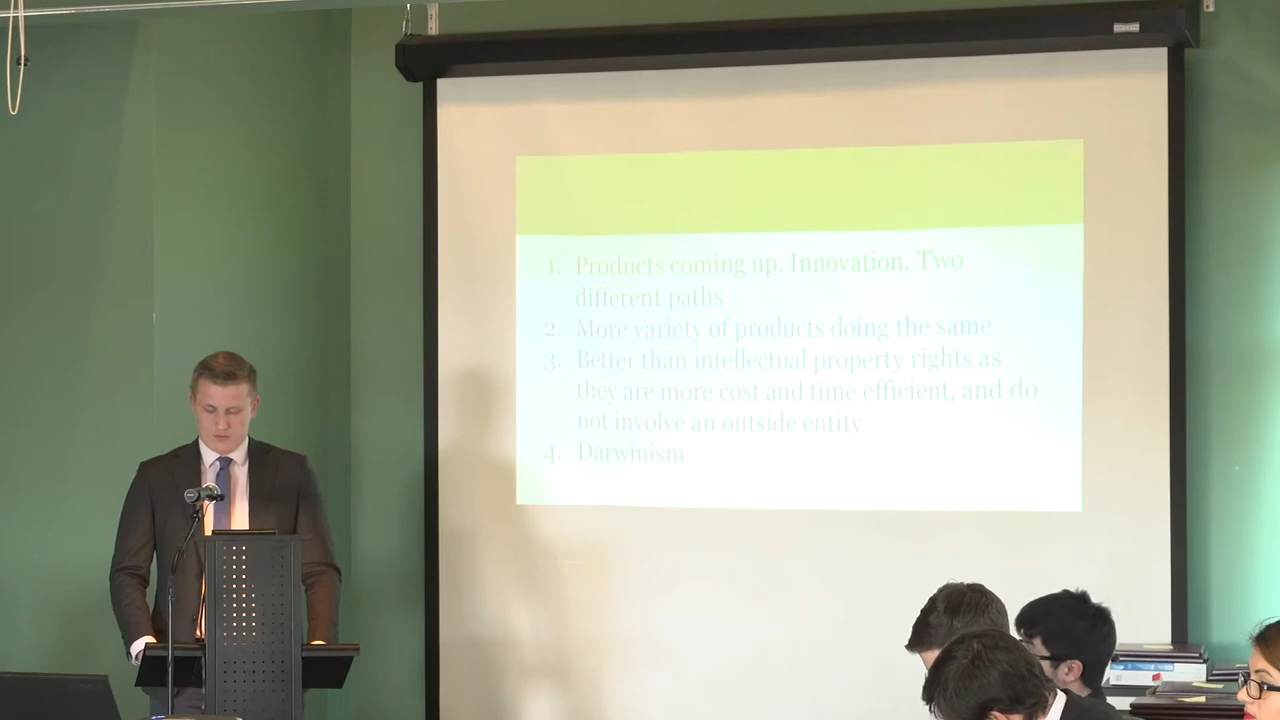 1. Products coming up. Innovation. Two
different paths
2. More variety of products doing the same
3. Better than intellectual property rights as
they are more cost and time efficient, and do
not involve an outside entity
4. Darwinism